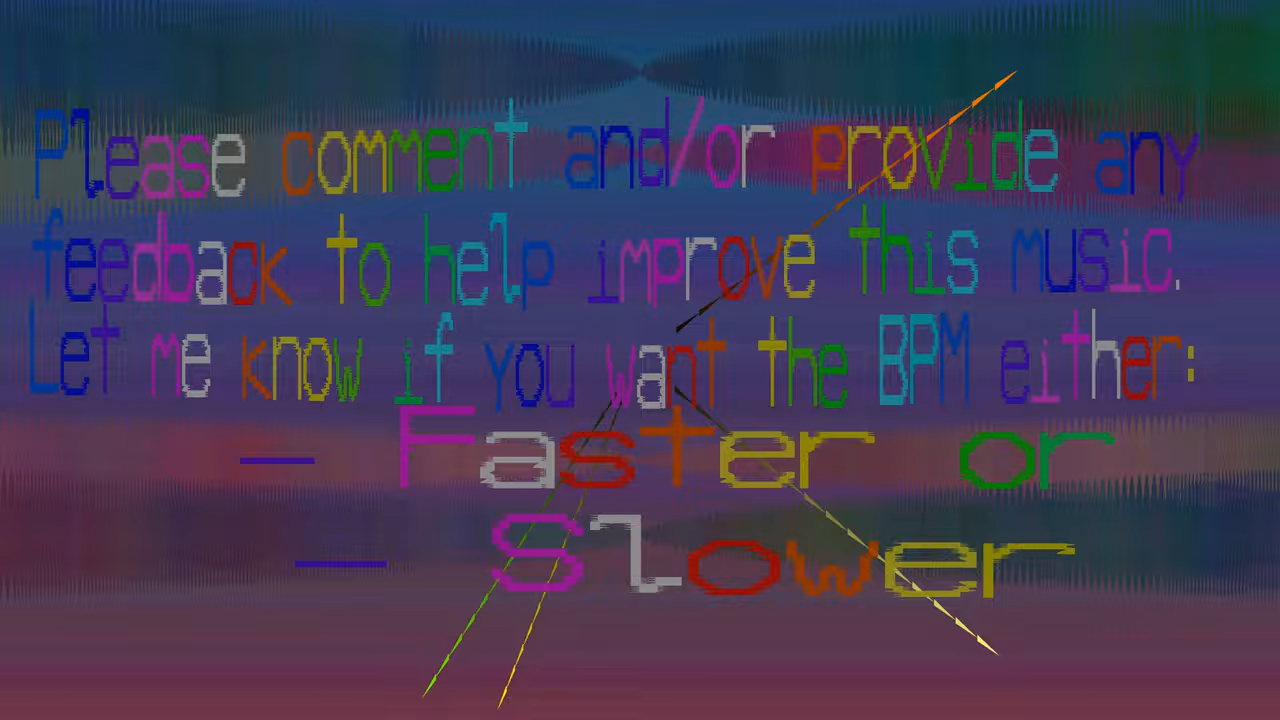 Please comment and/or provide any
feedback to help improve this music.
Let me know if you want the BPM either:
- Faster or
- Slower